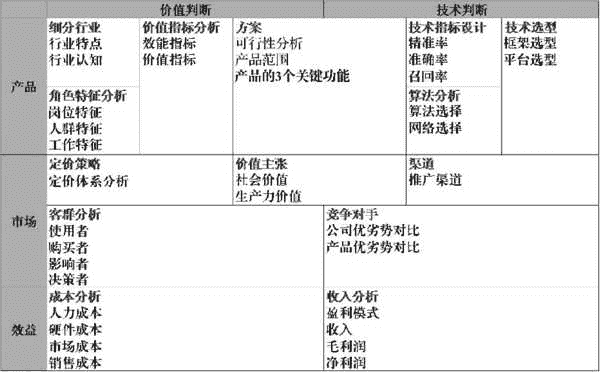 价值判断
技术判断
产品
细分行业
行业特点
行业认知
角色特征分析
岗位特征
人群特征
工作特征
价值指标分析
效能指标
价值指标
方案
可行性分析
产品范围
产品的3个关键功能
技术指标设计
精准率
准确率
召回率
算法分析
算法选择
网络选择
技术选型
框架选型
平台选型
市场
定价策略
定价体系分析
价值主张
社会价值
生产力价值
渠道
推广渠道
客群分析
使用者
购买者
影响者
决策者
竞争对手
公司优劣势对比
产品优劣势对比
效益
成本分析
人力成本
硬件成本
市场成本
销售成本
收入分析
盈利模式
收入
毛利润
净利润